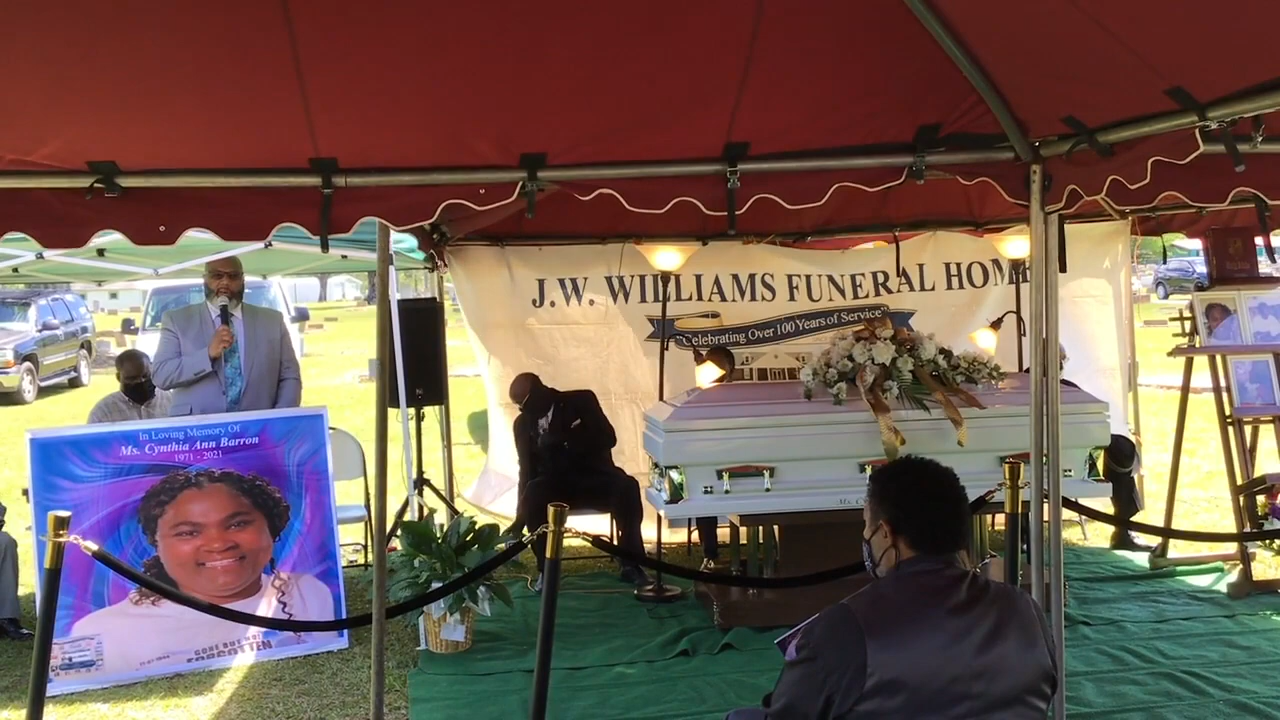 J.W. WILLIAMS FUNERAL HOME
"Celebrating Over 100 Years of Service"
In Loving Memory Of
Ms. Cynthia Ann Barron
1971 - 2021
GONE BUT NOT
FORGOTTEN